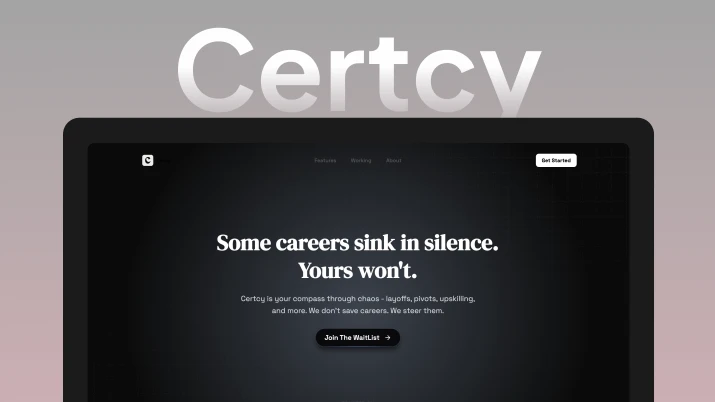 Certcy
C
Features Working About
Get Started
Some careers sink in silence.
Yours won't.
Certcy is your compass through chaos - layoffs, pivots, upskilling,
and more. We don't save careers. We steer them.
Join The WaitList →